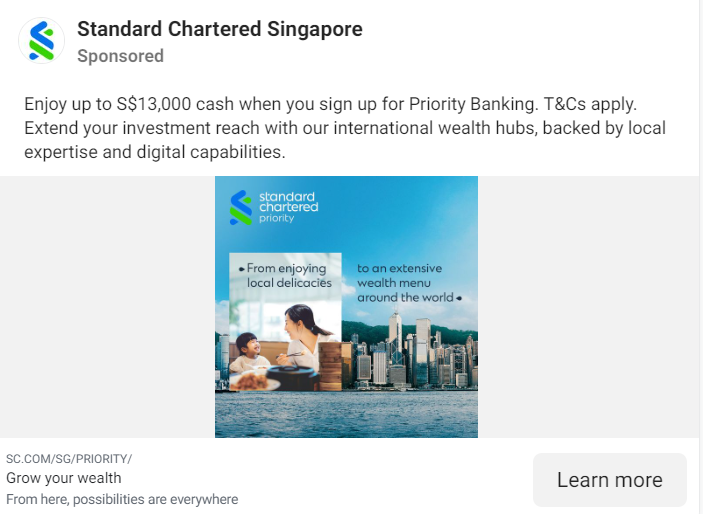 Standard Chartered Singapore
Sponsored
Enjoy up to S$13,000 cash when you sign up for Priority Banking. T&Cs apply.
Extend your investment reach with our international wealth hubs, backed by local
expertise and digital capabilities.
standard
chartered
priority
From enjoying
local delicacies
to an extensive
wealth menu
around the world
SC.COM/SG/PRIORITY/
Grow your wealth
From here, possibilities are everywhere
Learn more